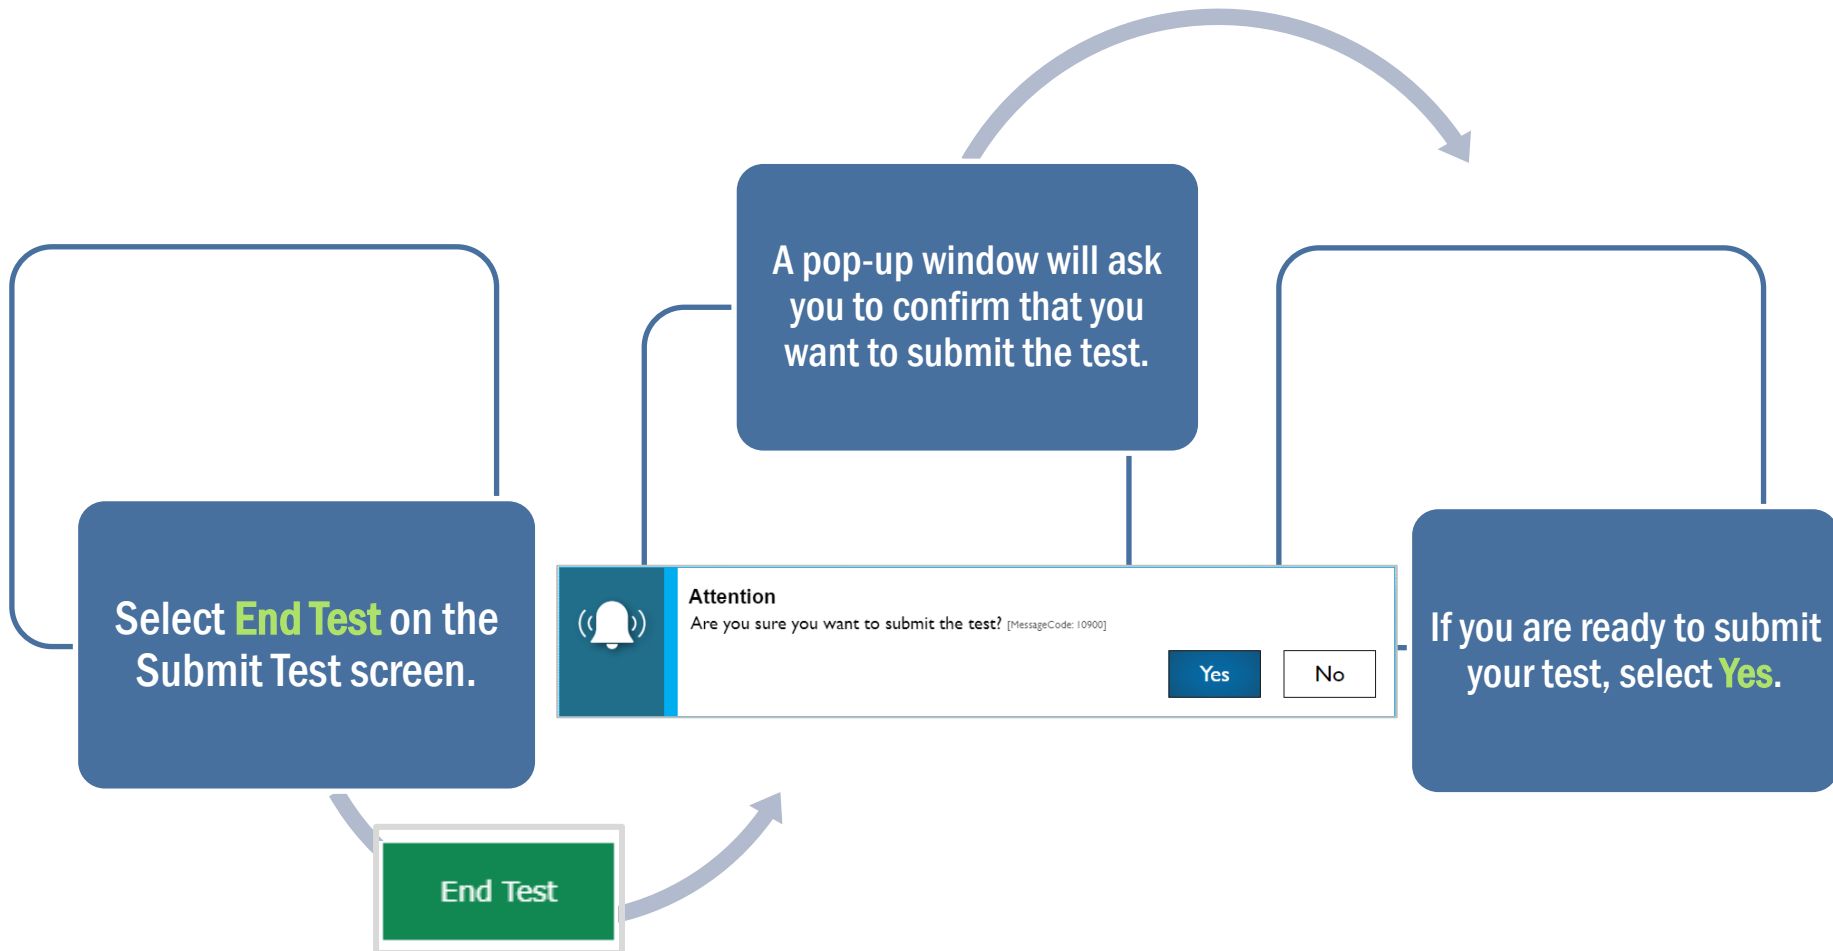 Select End Test on the
Submit Test screen.
End Test
A pop-up window will ask
you to confirm that you
want to submit the test.
Attention
Are you sure you want to submit the test? [MessageCode: 10900]
Yes
No
If you are ready to submit
your test, select Yes.